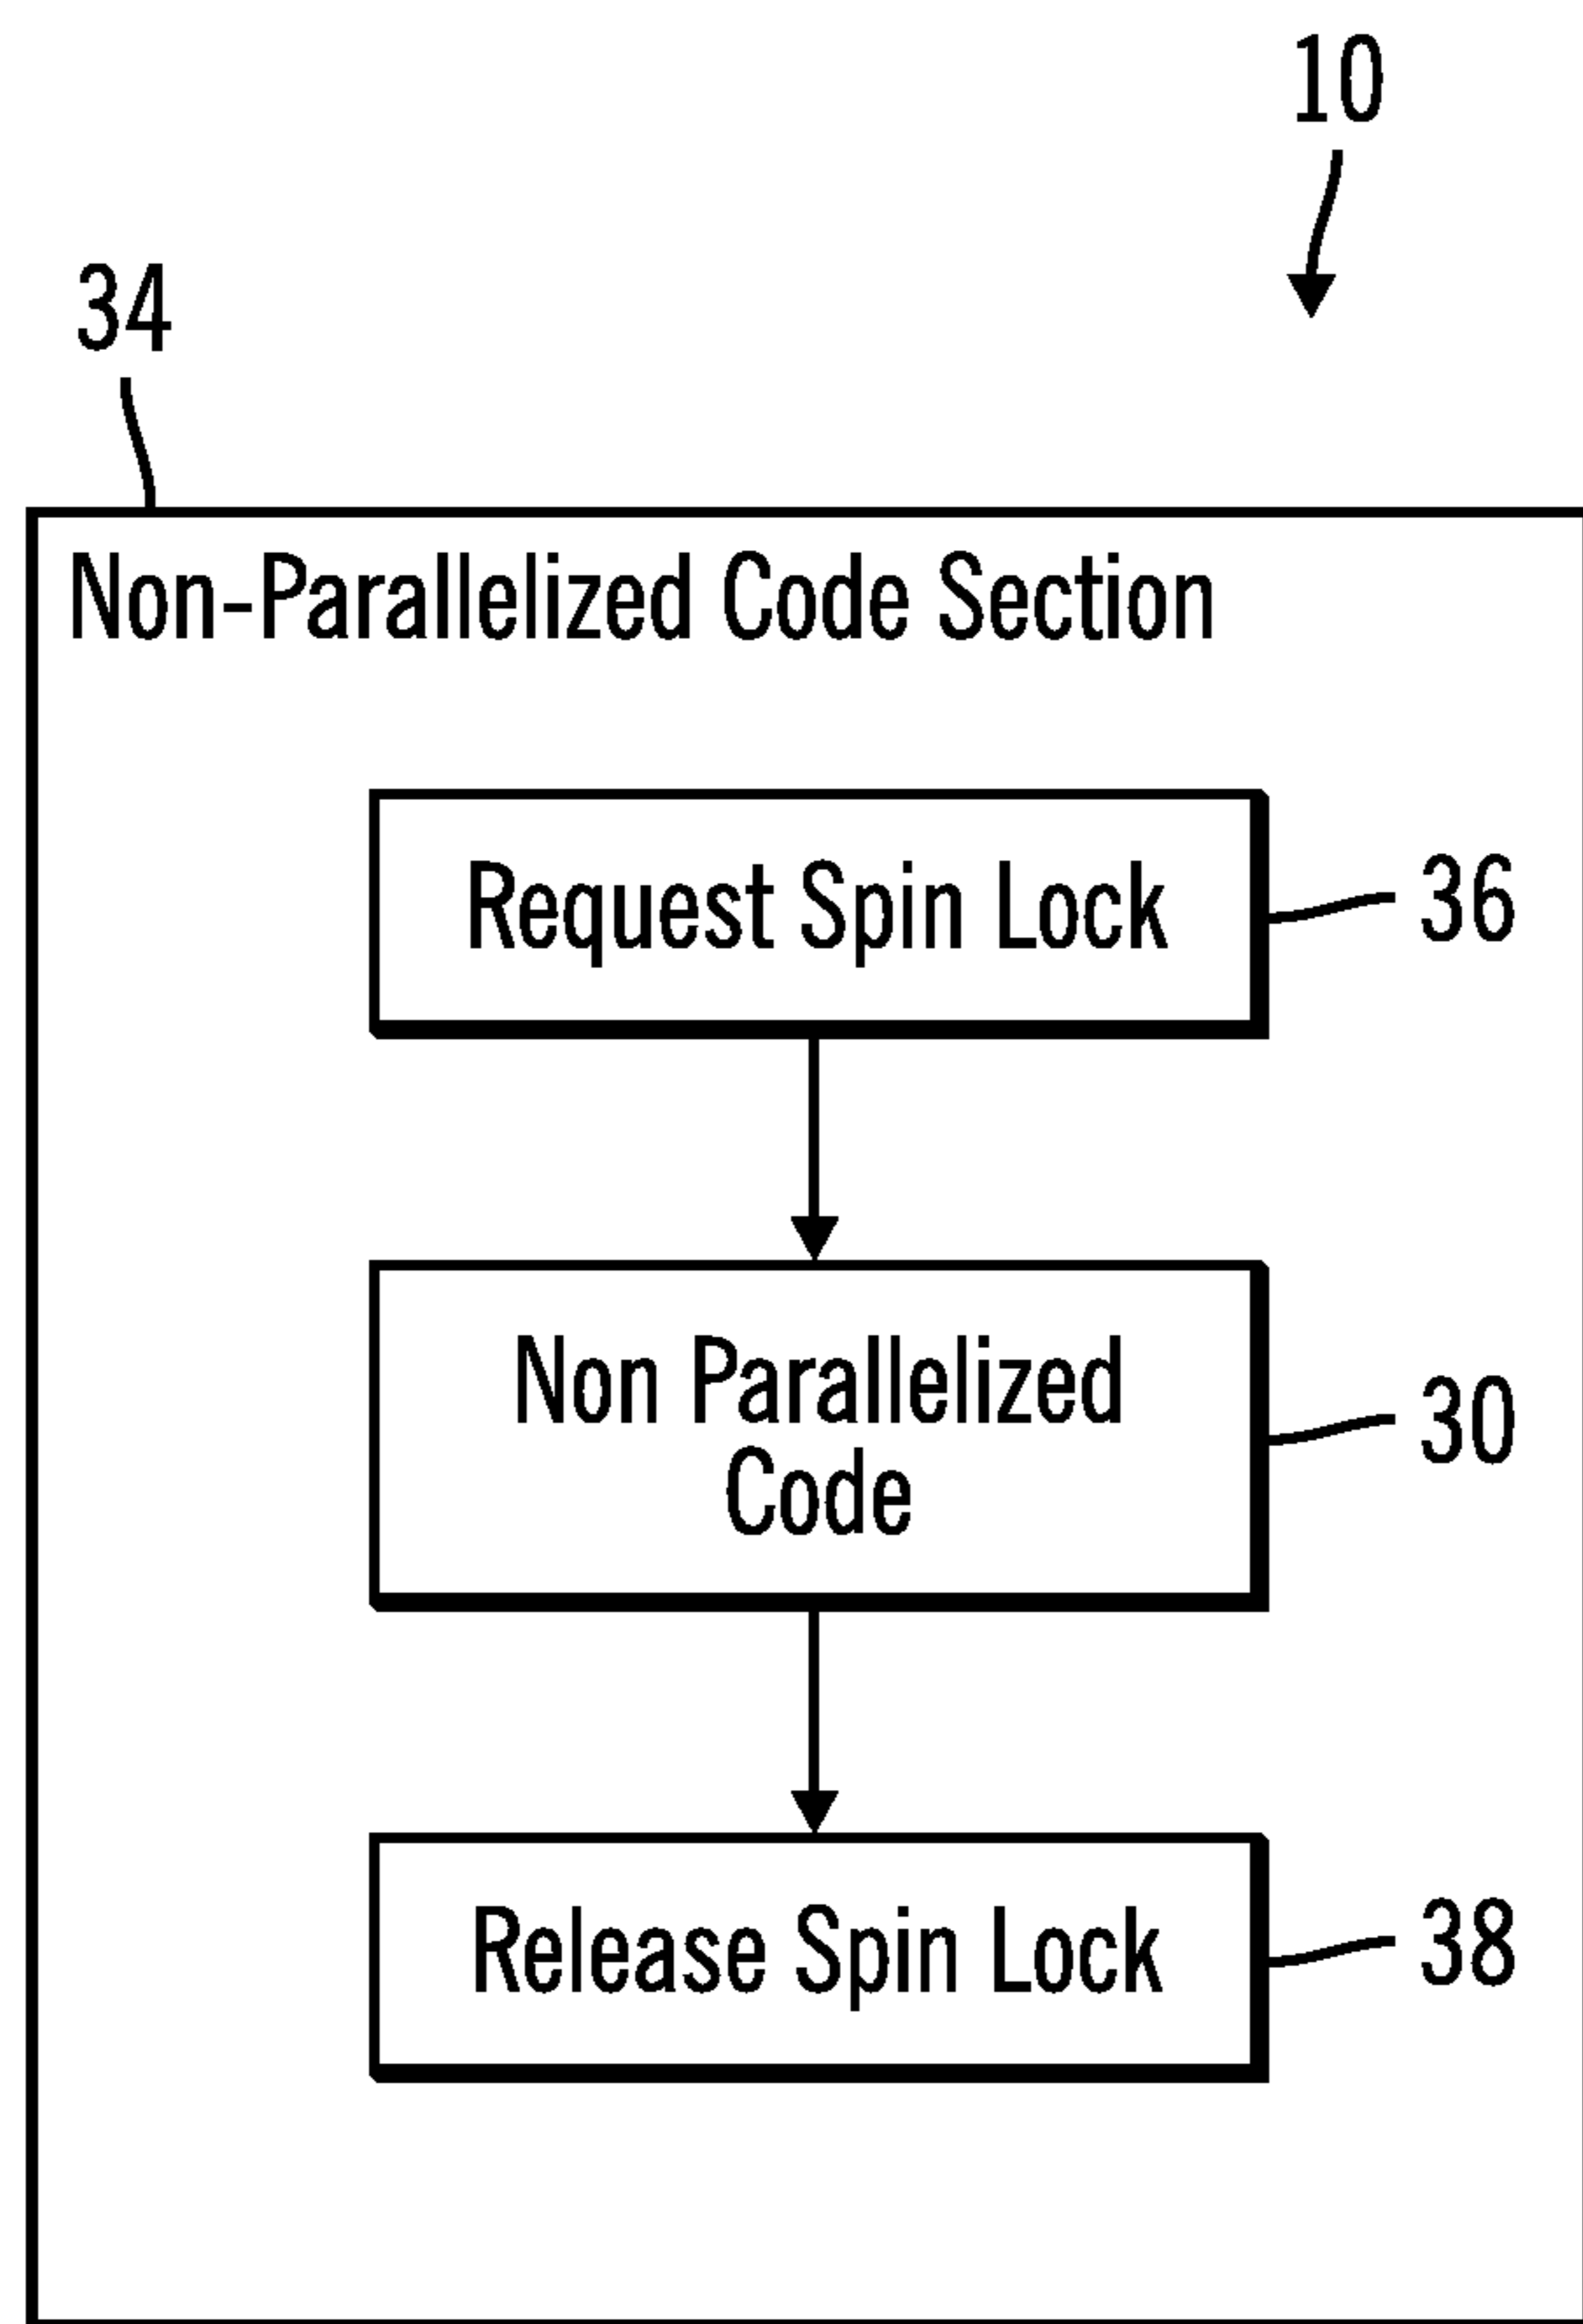 10
34
Non-Parallelized Code Section
Request Spin Lock
36
Non Parallelized
Code
30
Release Spin Lock
38